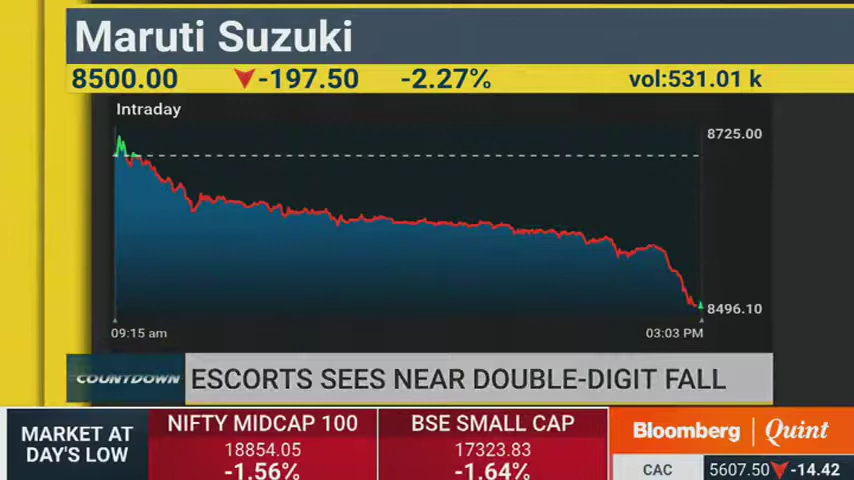 Maruti Suzuki
8500.00 -197.50 -2.27% vol:531.01 k
Intraday
8725.00
8496.10
09:15 am 03:03 PM
COUNTDOWN ESCORTS SEES NEAR DOUBLE-DIGIT FALL
MARKET AT
DAY'S LOW
NIFTY MIDCAP 100
18854.05
-1.56%
BSE SMALL CAP
17323.83
-1.64%
Bloomberg | Quint
CAC 5607.50 -14.42